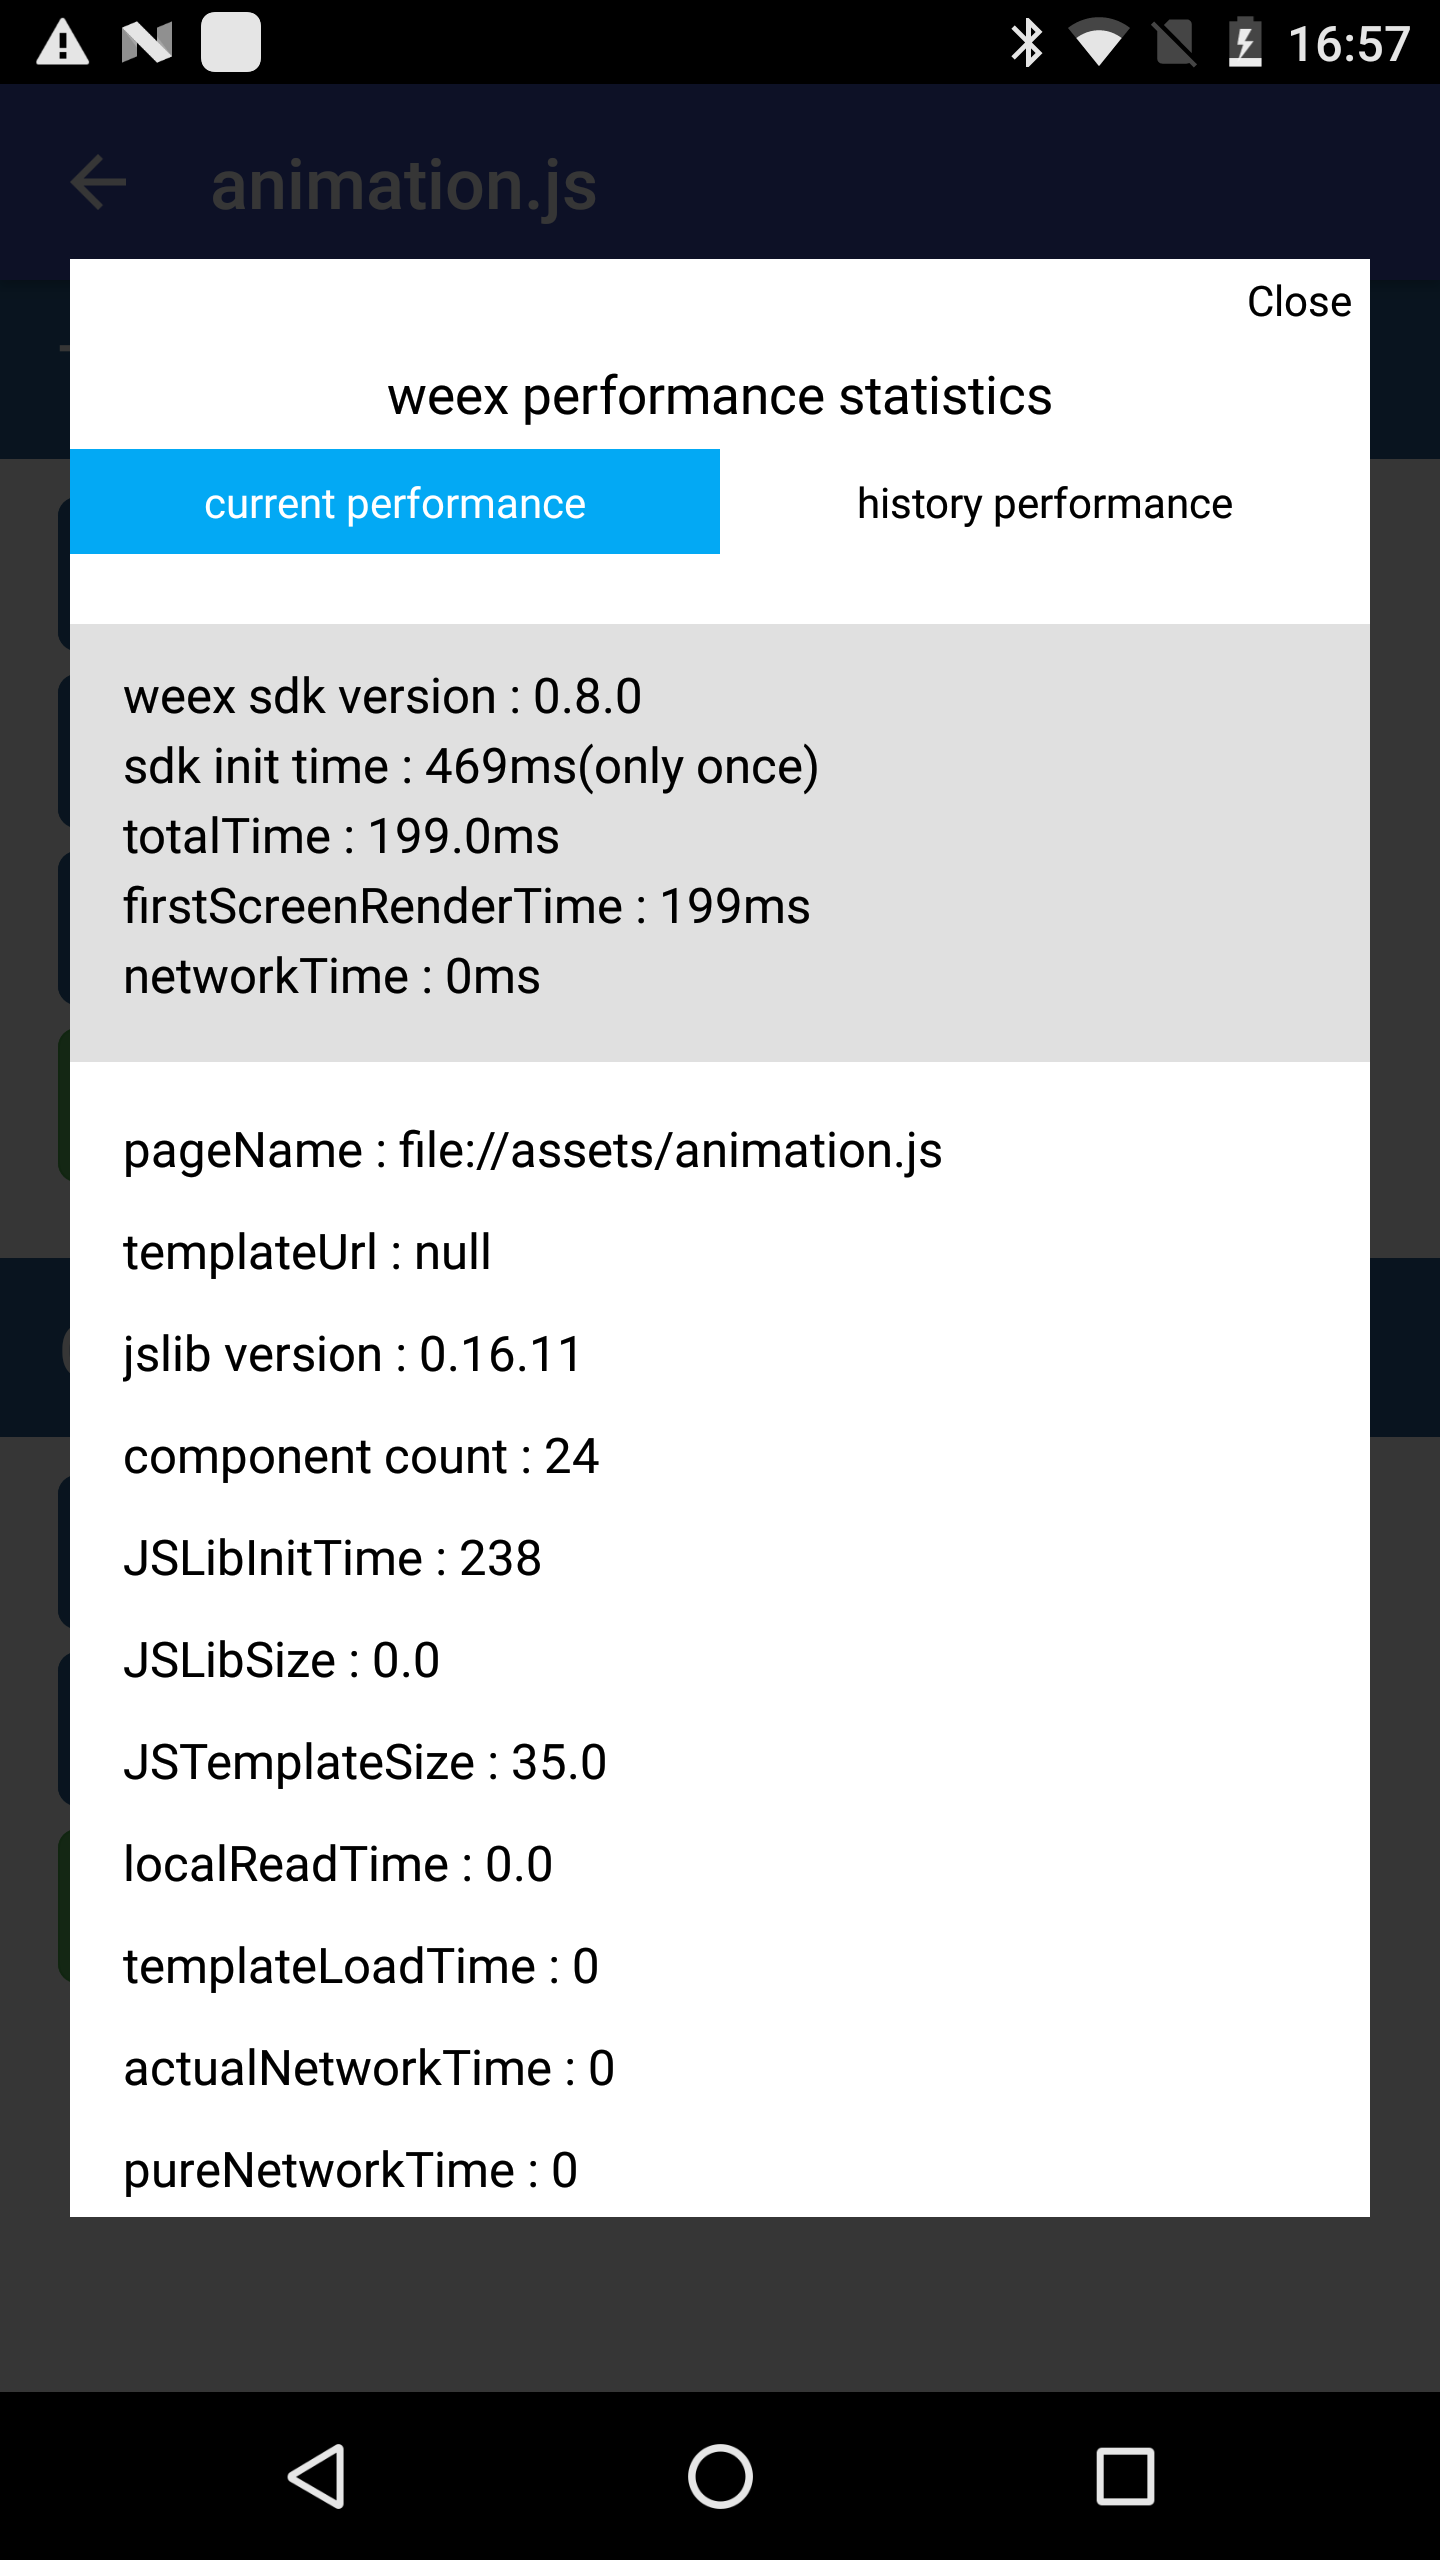 16:57
animation.js
Close
weex performance statistics
current performance
history performance
weex sdk version : 0.8.0
sdk init time : 469ms(only once)
totalTime : 199.0ms
firstScreenRenderTime : 199ms
networkTime : 0ms
pageName : file://assets/animation.js
templateUrl : null
jslib version : 0.16.11
component count : 24
JSLibInitTime : 238
JSLibSize : 0.0
JSTemplateSize : 35.0
localReadTime : 0.0
templateLoadTime : 0
actualNetworkTime : 0
pureNetworkTime : 0